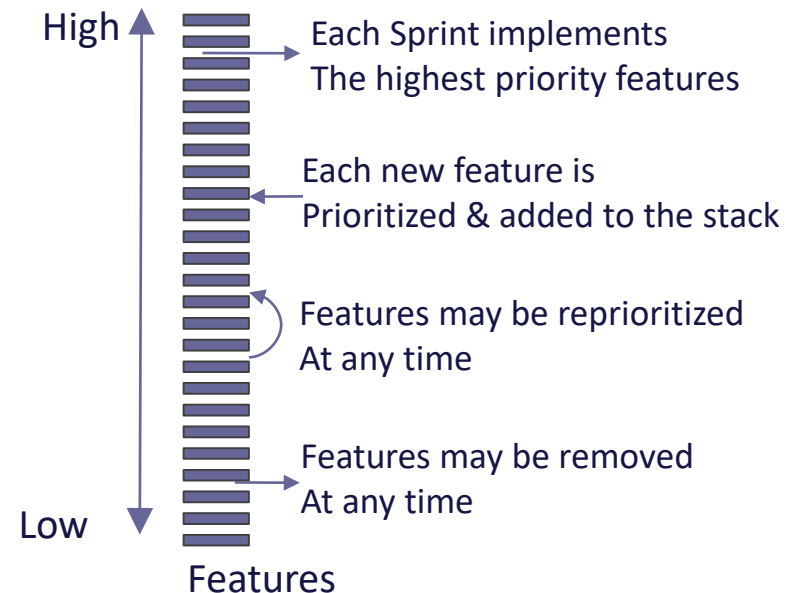 High
Each Sprint implements
The highest priority features
Each new feature is
Prioritized & added to the stack
Features may be reprioritized
At any time
Features may be removed
At any time
Low
Features